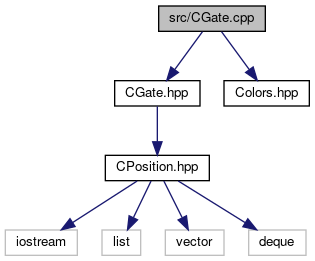 src/CGate.cpp
CGate.hpp
Colors.hpp
CPosition.hpp
iostream
list
vector
deque